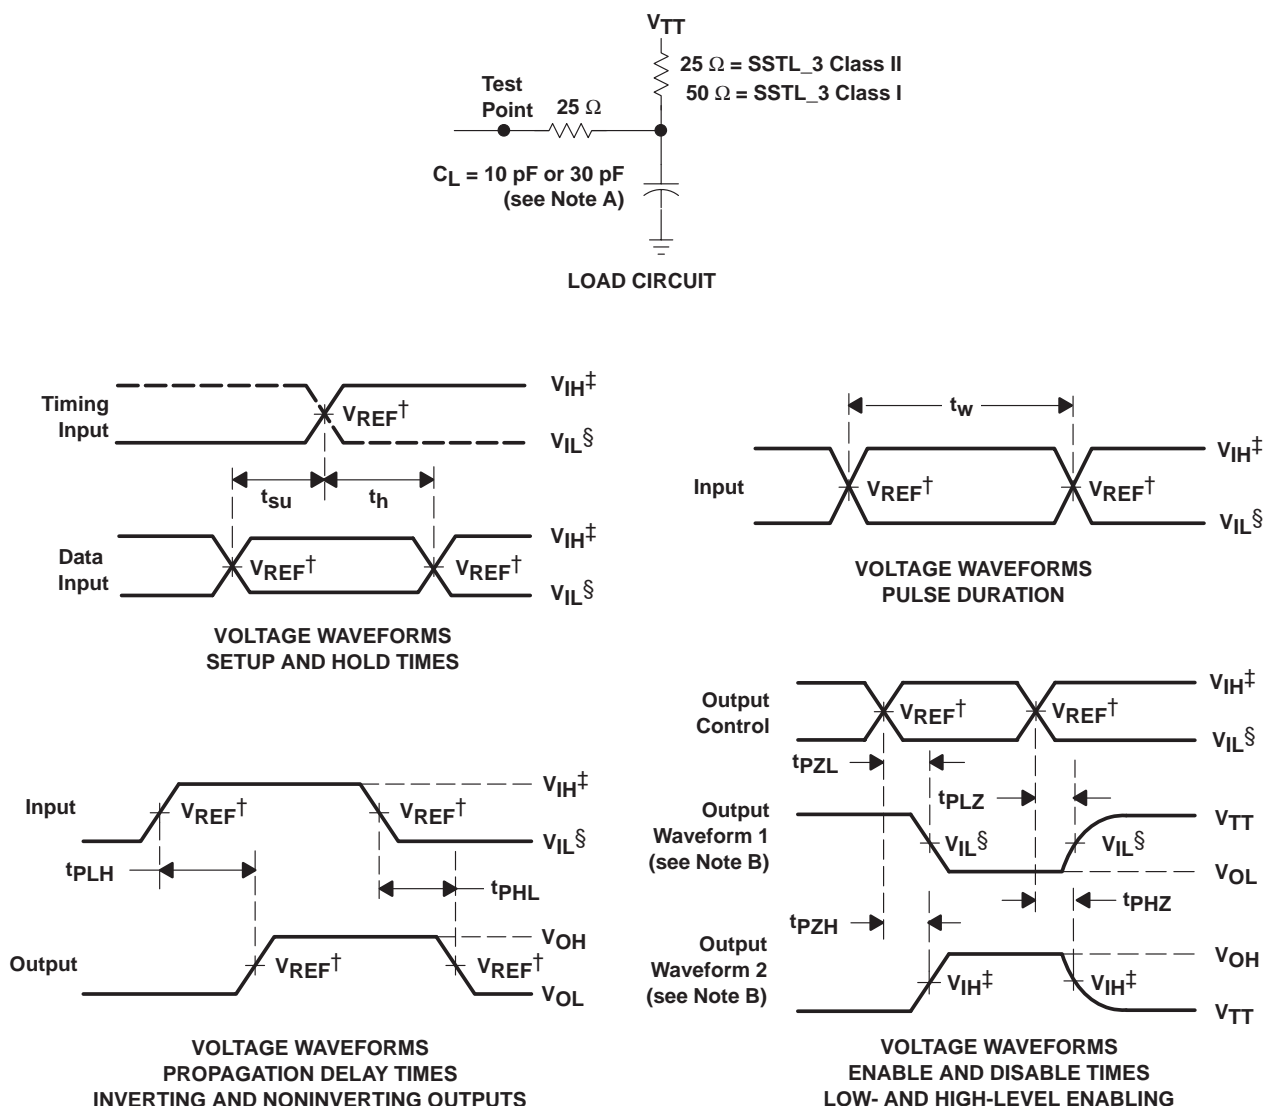 VTT
25 Ω = SSTL_3 Class II
50 Ω = SSTL_3 Class I
Test
Point
25 Ω
CL = 10 pF or 30 pF
(see Note A)
LOAD CIRCUIT
Timing
Input
VIH‡
VREF†
VIL§
tsu
th
Data
Input
VIH‡
VREF†
VREF†
VIL§
VOLTAGE WAVEFORMS
SETUP AND HOLD TIMES
tw
Input
VIH‡
VREF†
VREF†
VIL§
VOLTAGE WAVEFORMS
PULSE DURATION
Input
VIH‡
VREF†
VREF†
VIL§
tPLH
tPHL
Output
VOH
VREF†
VREF†
VOL
VOLTAGE WAVEFORMS
PROPAGATION DELAY TIMES
INVERTING AND NONINVERTING OUTPUTS
Output
Control
VIH‡
VREF†
VREF†
VIL§
tPZL
tPLZ
Output
Waveform 1
(see Note B)
VTT
VIL§
VIL§
VOL
tPZH
tPHZ
Output
Waveform 2
(see Note B)
VOH
VIH‡
VIH‡
VTT
VOLTAGE WAVEFORMS
ENABLE AND DISABLE TIMES
LOW- AND HIGH-LEVEL ENABLING